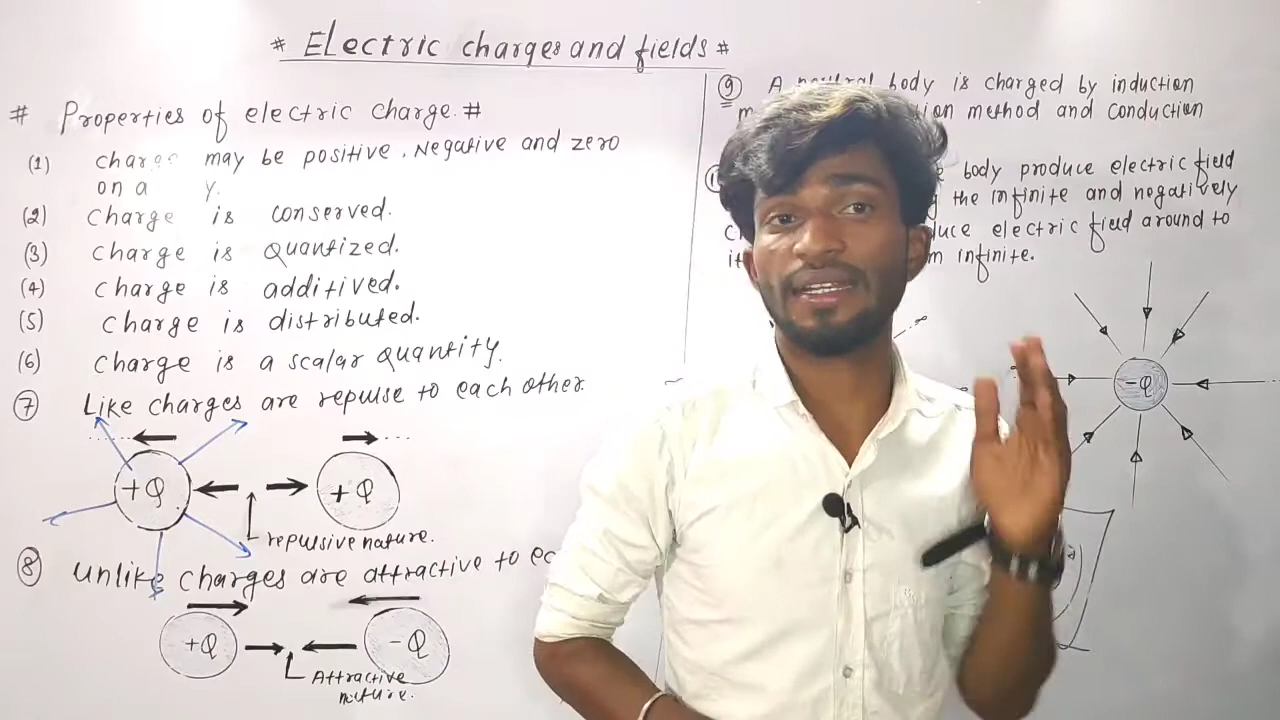 * Electric charges and fields #
# Properties of electric charge. #
(1) charge may be positive, Negative and zero
on a y.
(2) charge is conserved.
(3) charge is Quantized.
(4) charge is additived.
(5) charge is distributed.
(6) charge is a scalar quantity.
(7) Like charges are repulse to each other.
+Q +Q
repulsive nature.
(8) unlike charges are attractive to
+Q -Q
Attractive
nature.
(9) A neutral body is charged by induction
method and conduction
body produce electric field
the infinite and negatively
electric field around to
infinite.
-Q